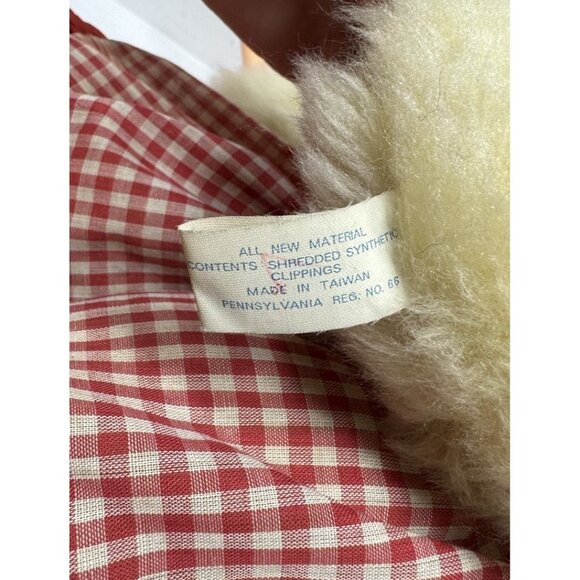 ALL NEW MATERIAL
CONTENTS SHREDDED SYNTHETIC
CLIPPINGS
MADE IN TAIWAN
PENNSYLVANIA REG. NO. 66